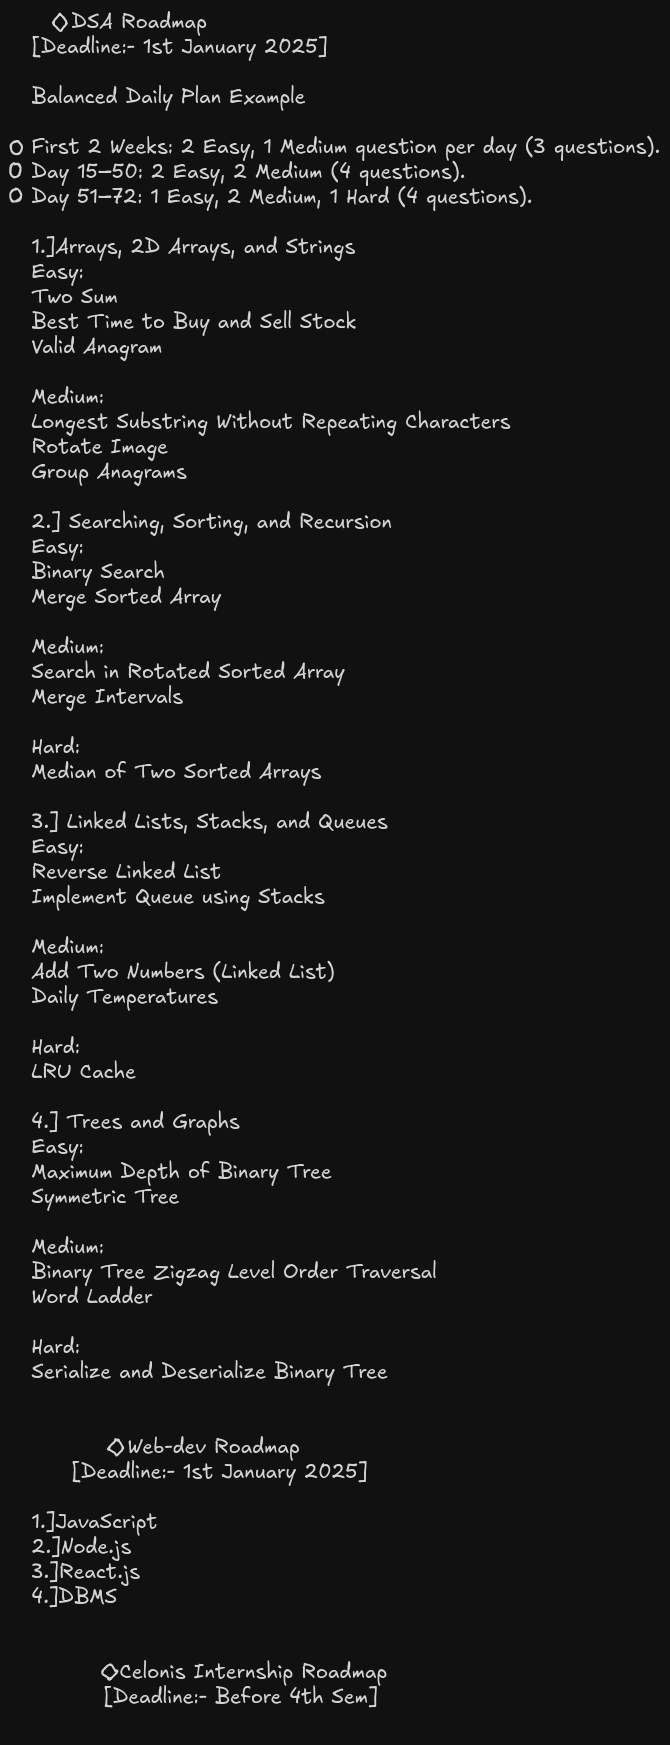 ◇DSA Roadmap
[Deadline:- 1st January 2025]
Balanced Daily Plan Example
First 2 Weeks: 2 Easy, 1 Medium question per day (3 questions).
Day 15–50: 2 Easy, 2 Medium (4 questions).
Day 51–72: 1 Easy, 2 Medium, 1 Hard (4 questions).
1.]Arrays, 2D Arrays, and Strings
Easy:
Two Sum
Best Time to Buy and Sell Stock
Valid Anagram
Medium:
Longest Substring Without Repeating Characters
Rotate Image
Group Anagrams
2.] Searching, Sorting, and Recursion
Easy:
Binary Search
Merge Sorted Array
Medium:
Search in Rotated Sorted Array
Merge Intervals
Hard:
Median of Two Sorted Arrays
3.] Linked Lists, Stacks, and Queues
Easy:
Reverse Linked List
Implement Queue using Stacks
Medium:
Add Two Numbers (Linked List)
Daily Temperatures
Hard:
LRU Cache
4.] Trees and Graphs
Easy:
Maximum Depth of Binary Tree
Symmetric Tree
Medium:
Binary Tree Zigzag Level Order Traversal
Word Ladder
Hard:
Serialize and Deserialize Binary Tree
◇Web-dev Roadmap
[Deadline:- 1st January 2025]
1.]JavaScript
2.]Node.js
3.]React.js
4.]DBMS
◇Celonis Internship Roadmap
[Deadline:- Before 4th Sem]